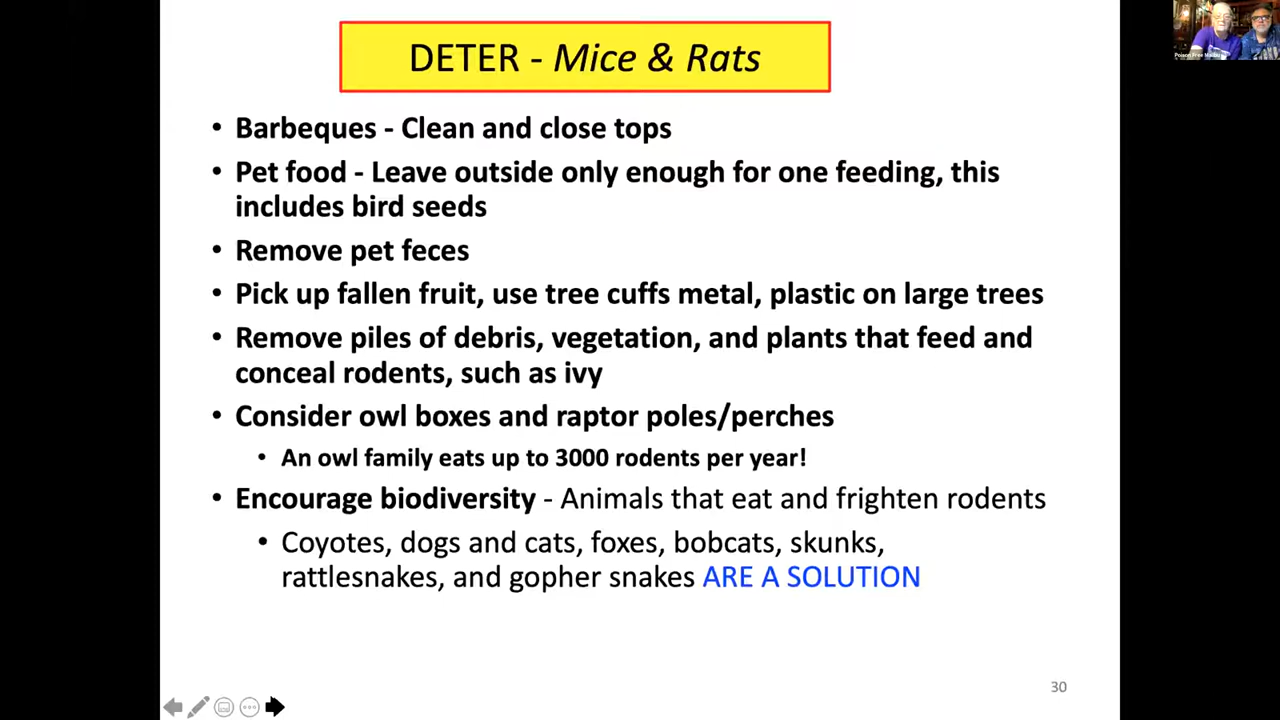 DETER - Mice & Rats
• Barbeques - Clean and close tops
• Pet food - Leave outside only enough for one feeding, this
includes bird seeds
• Remove pet feces
• Pick up fallen fruit, use tree cuffs metal, plastic on large trees
• Remove piles of debris, vegetation, and plants that feed and
conceal rodents, such as ivy
• Consider owl boxes and raptor poles/perches
• An owl family eats up to 3000 rodents per year!
• Encourage biodiversity - Animals that eat and frighten rodents
• Coyotes, dogs and cats, foxes, bobcats, skunks,
rattlesnakes, and gopher snakes ARE A SOLUTION
30
Poison Free